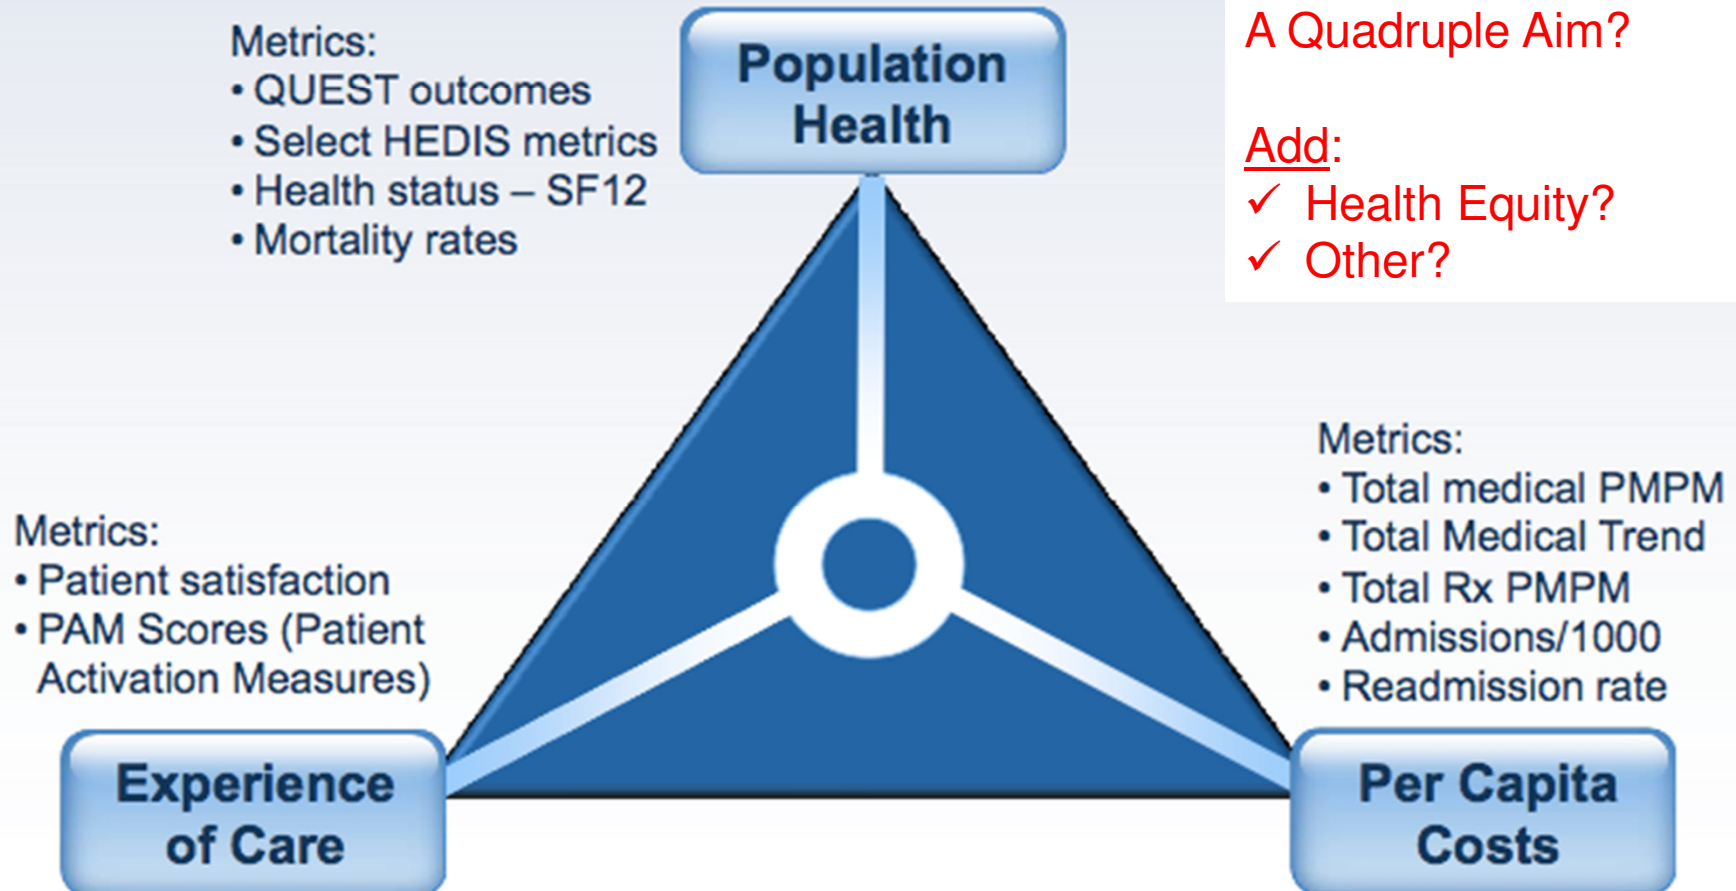 Metrics:
• QUEST outcomes
• Select HEDIS metrics
• Health status – SF12
• Mortality rates
Population
Health
A Quadruple Aim?
Add:
✓ Health Equity?
✓ Other?
Metrics:
• Patient satisfaction
• PAM Scores (Patient
Activation Measures)
Experience
of Care
Metrics:
• Total medical PMPM
• Total Medical Trend
• Total Rx PMPM
• Admissions/1000
• Readmission rate
Per Capita
Costs